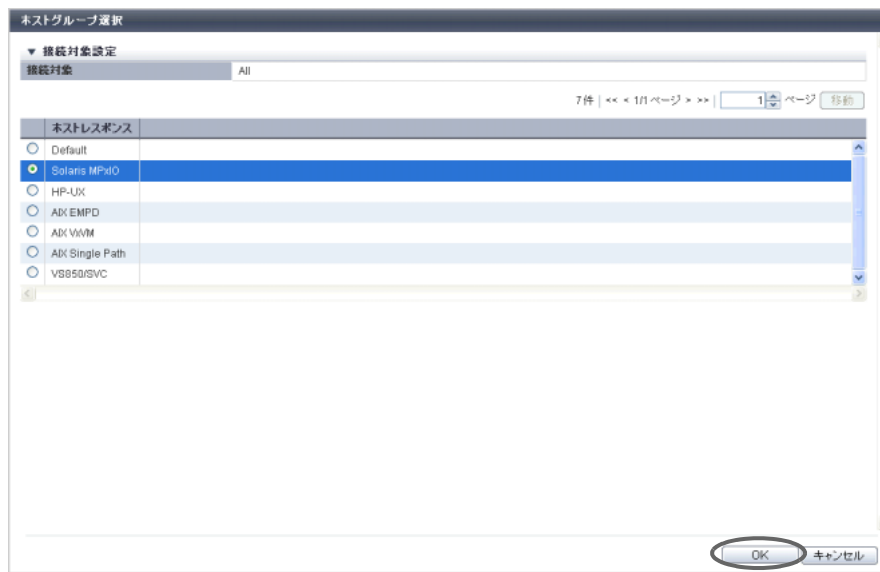 ホストグループ選択
▼ 接続対象設定
接続対象 All
7件 | << < 1/1 ページ > >> | 1 ページ 移動
ホストレスポンス
Default
Solaris MPxIO
HP-UX
AIX EMPD
AIX VxVM
AIX Single Path
VS850/SVC
OK キャンセル